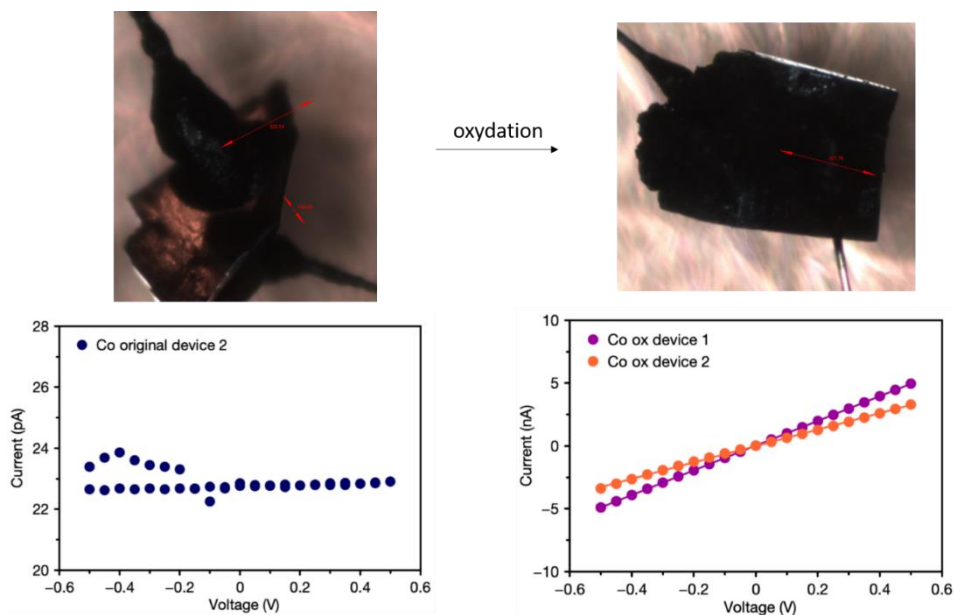 oxydation
28
26
24
22
20
Current (pA)
Co original device 2
−0.6 −0.4 −0.2 0 0.2 0.4 0.6
Voltage (V)
10
5
0
−5
−10
Current (nA)
Co ox device 1
Co ox device 2
−0.6 −0.4 −0.2 0 0.2 0.4 0.6
Voltage (V)